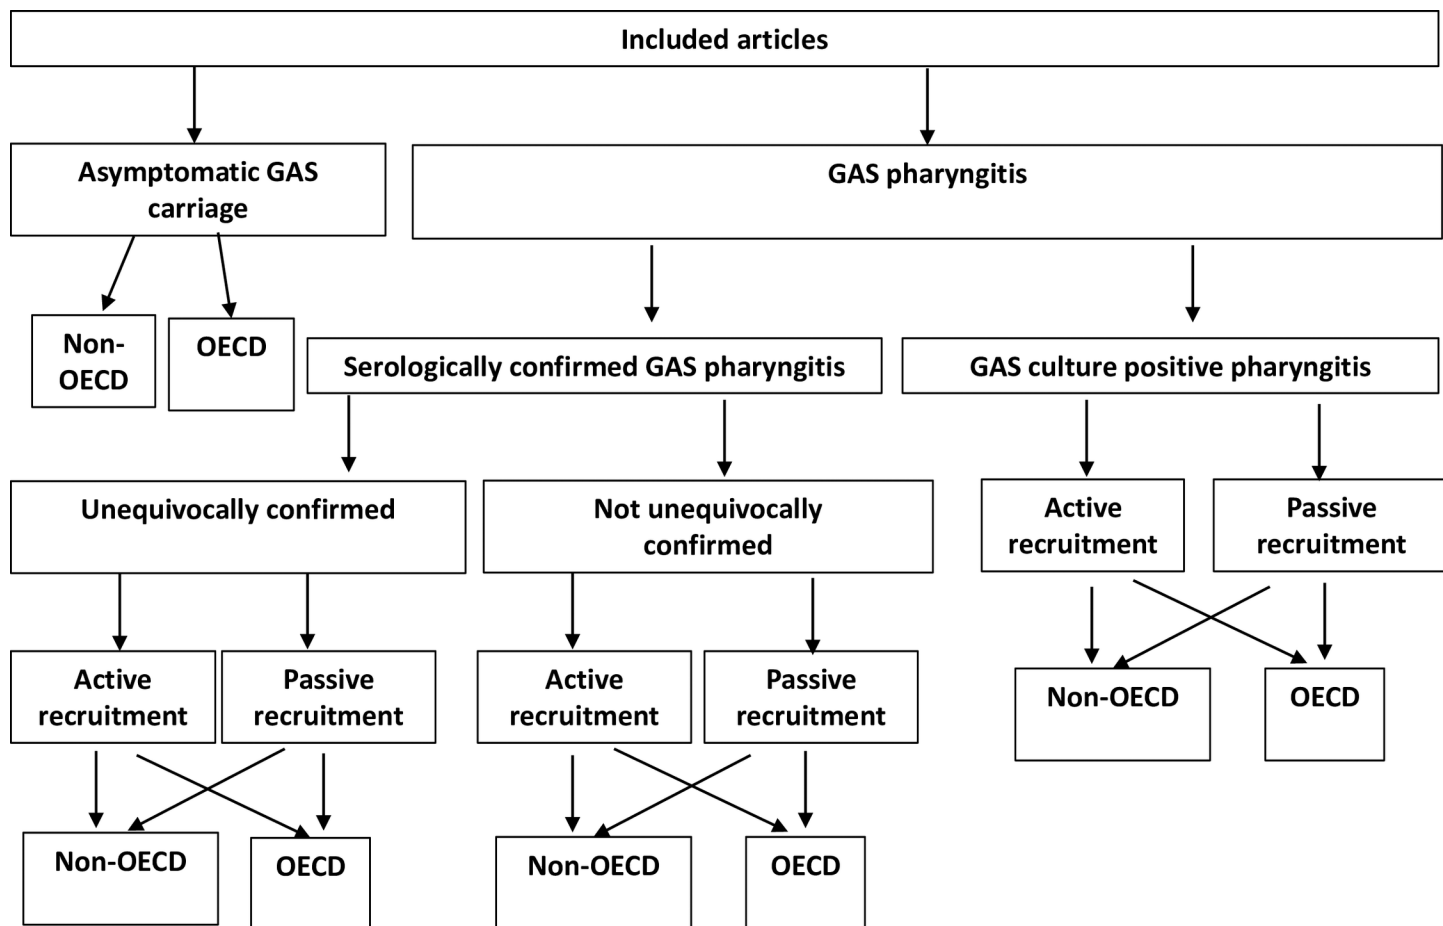 Included articles
Asymptomatic GAS
carriage
GAS pharyngitis
Non-
OECD
OECD
Serologically confirmed GAS pharyngitis
GAS culture positive pharyngitis
Unequivocally confirmed
Not unequivocally
confirmed
Active
recruitment
Passive
recruitment
Active
recruitment
Passive
recruitment
Active
recruitment
Passive
recruitment
Non-OECD
OECD
Non-OECD
OECD
Non-OECD
OECD